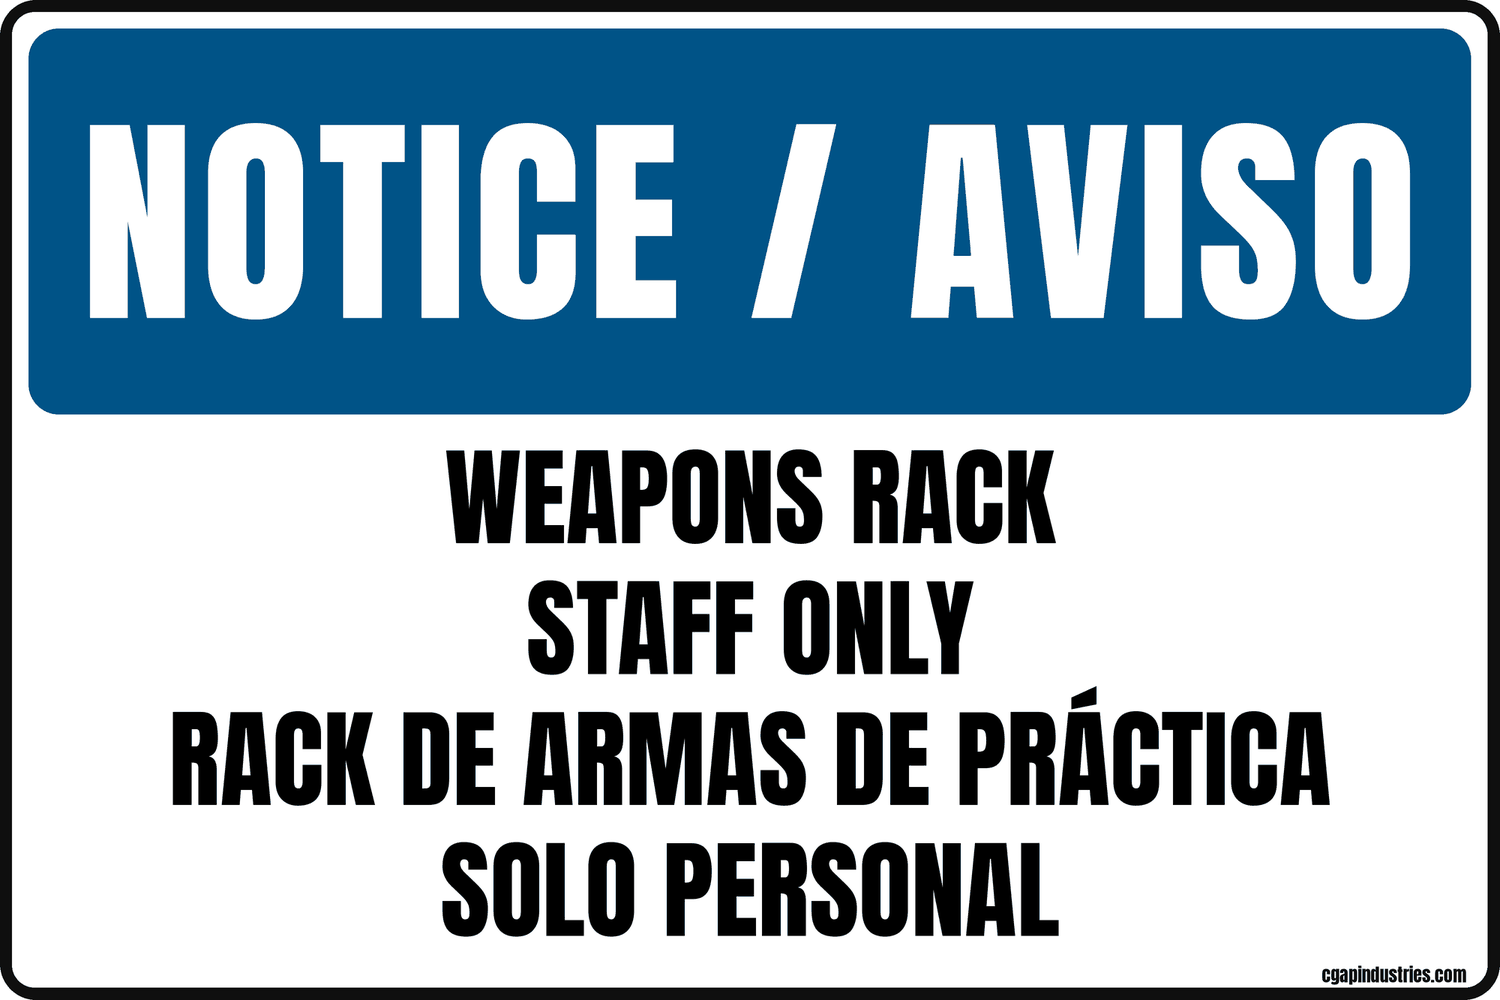 NOTICE / AVISO
WEAPONS RACK
STAFF ONLY
RACK DE ARMAS DE PRÁCTICA
SOLO PERSONAL
cgapindustries.com